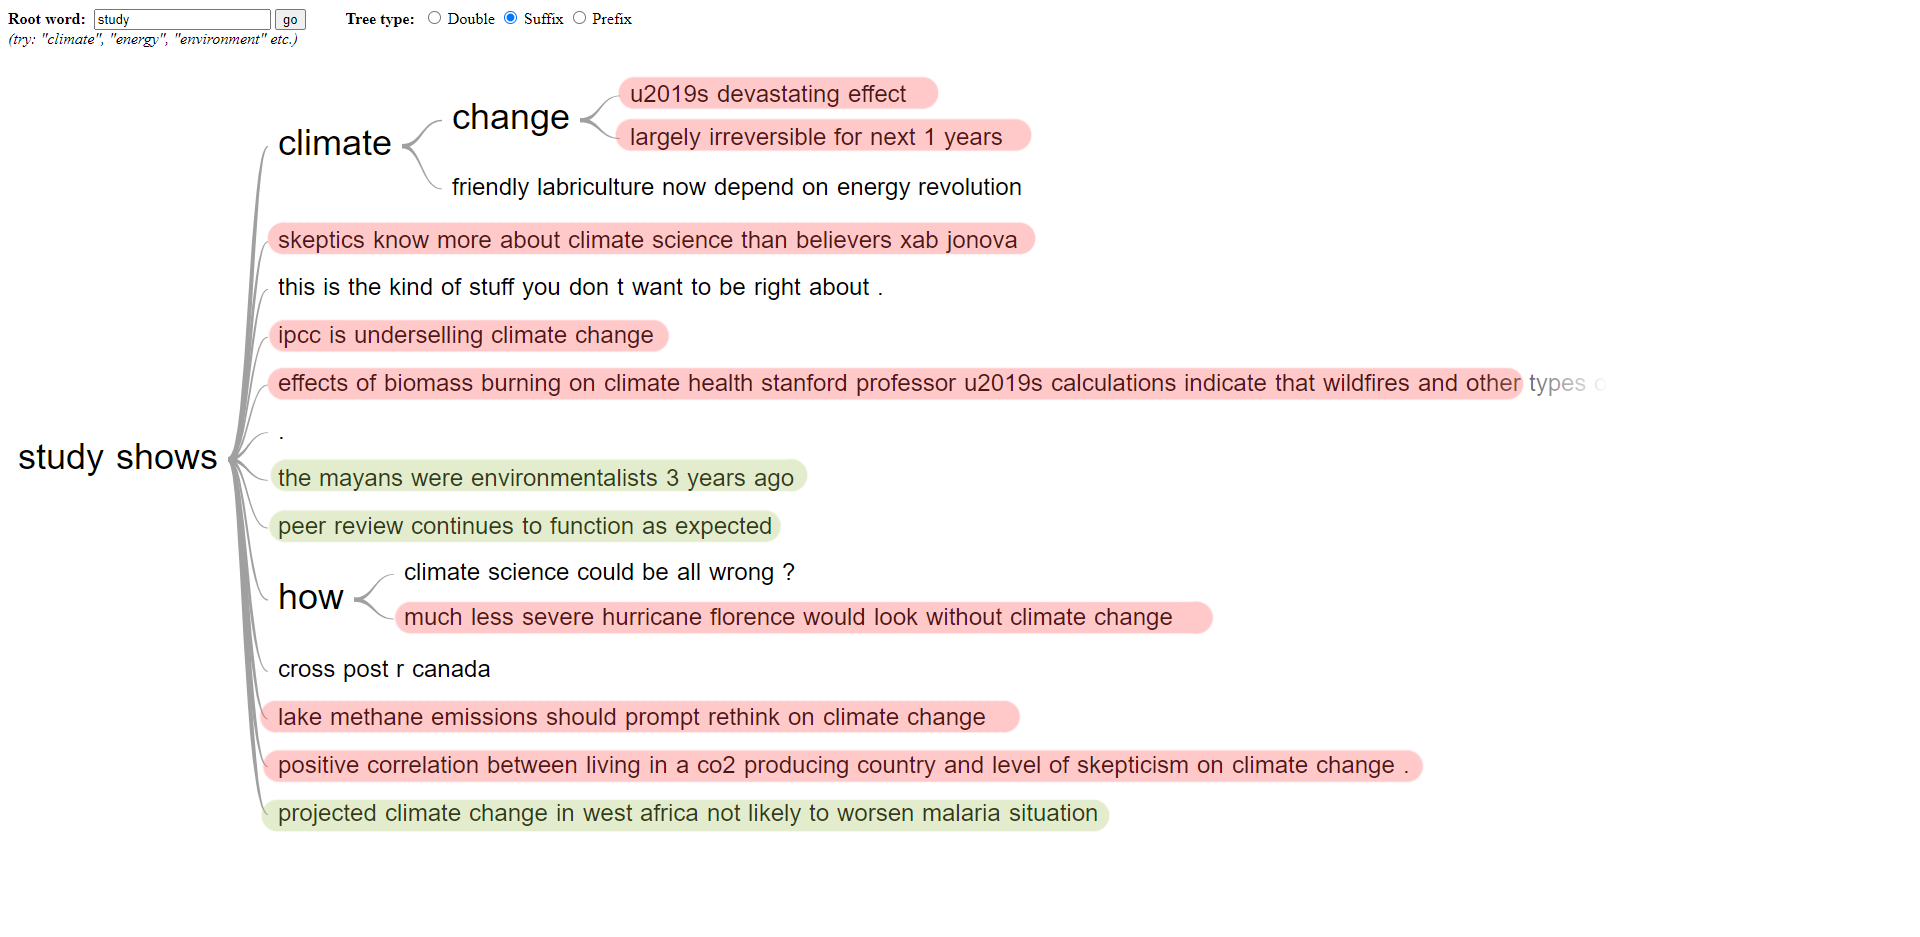 Root word: study go Tree type: Double Suffix Prefix
(try: "climate", "energy", "environment" etc.)
u2019s devastating effect
change
largely irreversible for next 1 years
climate
friendly labriculture now depend on energy revolution
skeptics know more about climate science than believers xab jonova
this is the kind of stuff you don t want to be right about .
ipcc is underselling climate change
effects of biomass burning on climate health stanford professor u2019s calculations indicate that wildfires and other types
.
study shows
the mayans were environmentalists 3 years ago
peer review continues to function as expected
climate science could be all wrong ?
how
much less severe hurricane florence would look without climate change
cross post r canada
lake methane emissions should prompt rethink on climate change
positive correlation between living in a co2 producing country and level of skepticism on climate change .
projected climate change in west africa not likely to worsen malaria situation